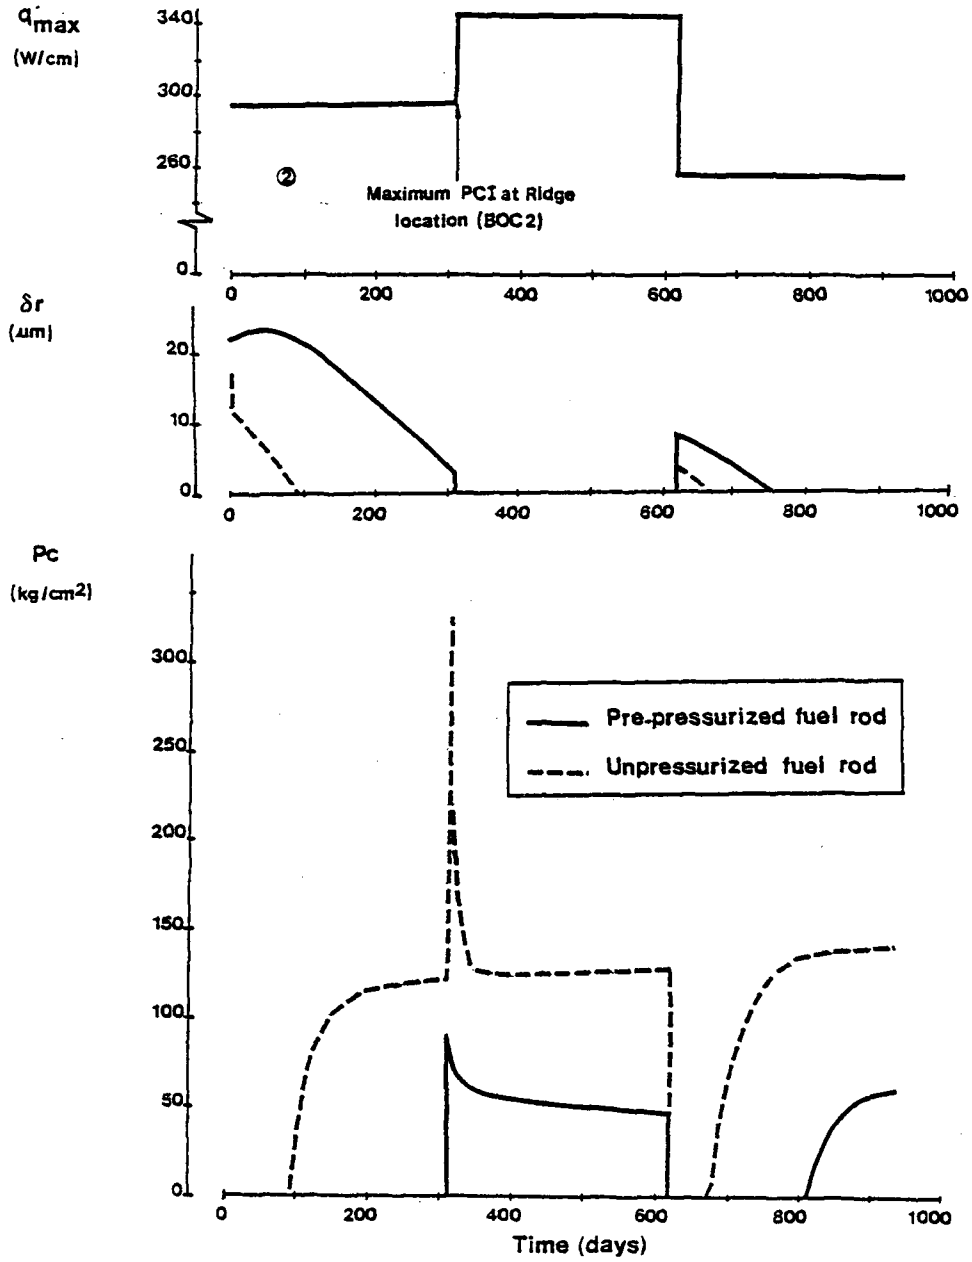 q'max
(W/cm)
340
300
260
0
②
Maximum PCI at Ridge
location (BOC2)
0 200 400 600 800 1000
δr
(μm)
20
10
0
0 200 400 600 800 1000
Pc
(kg/cm2)
300
250
200
150
100
50
0
Pre-pressurized fuel rod
Unpressurized fuel rod
0 200 400 600 800 1000
Time (days)